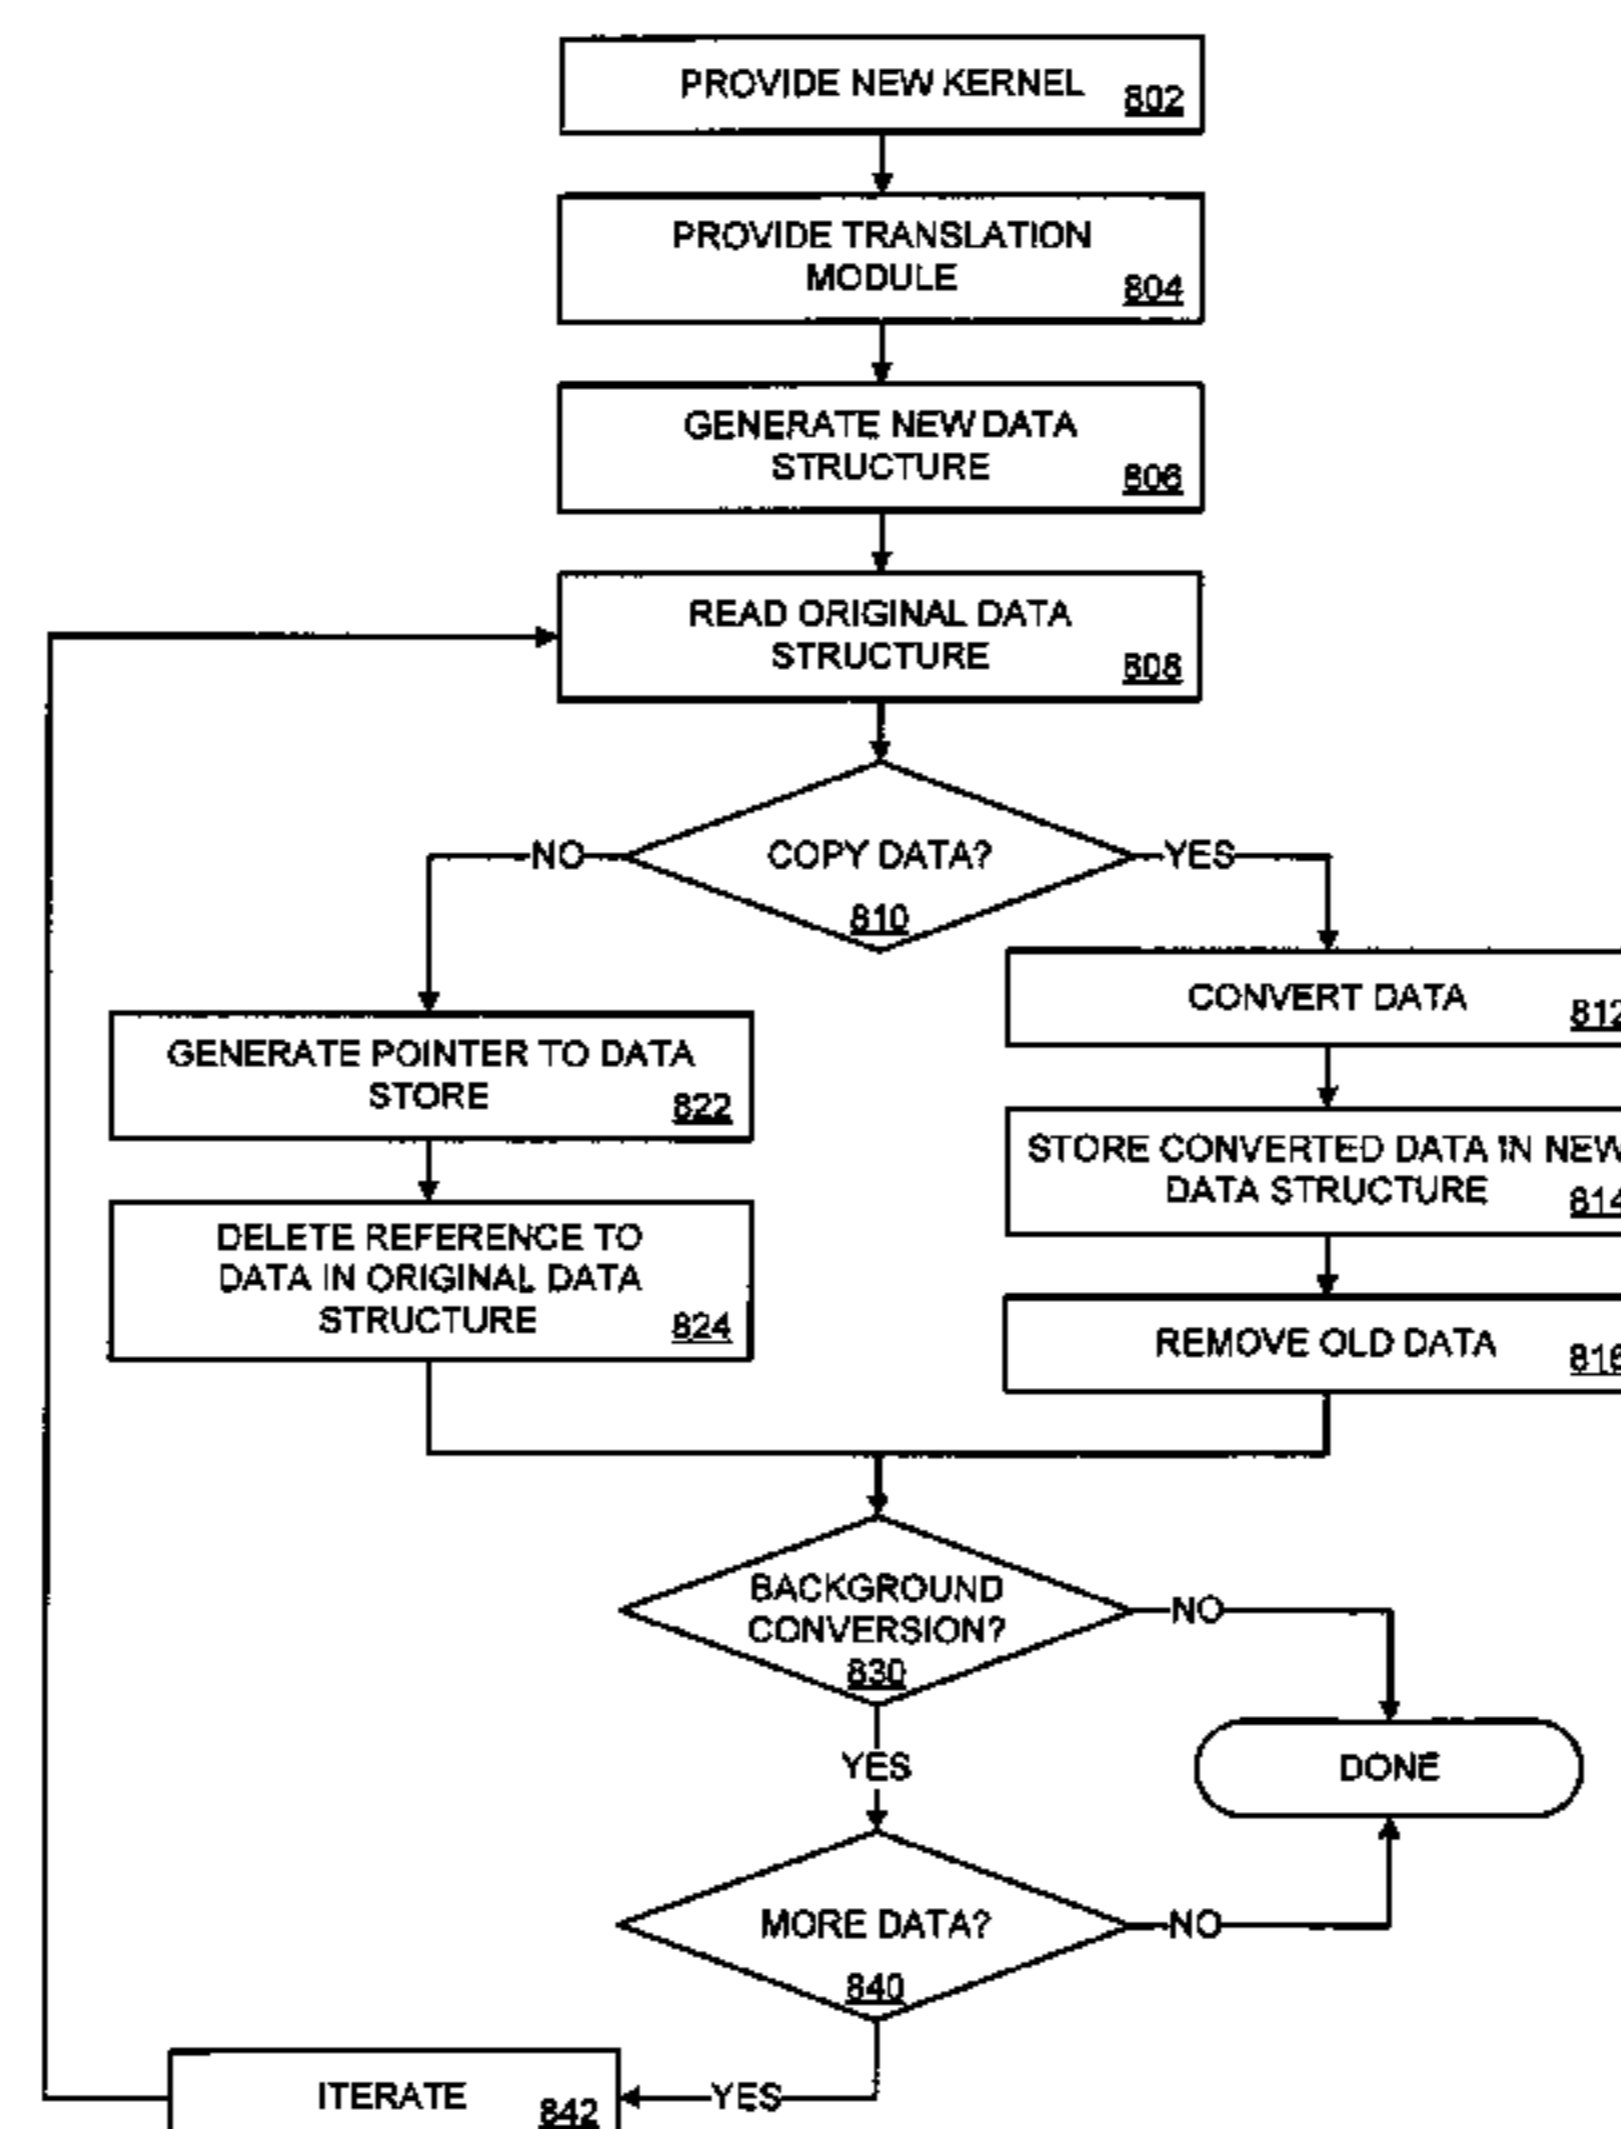 PROVIDE NEW KERNEL
802
PROVIDE TRANSLATION
MODULE
804
GENERATE NEW DATA
STRUCTURE
806
READ ORIGINAL DATA
STRUCTURE
808
COPY DATA?
810
NO
YES
GENERATE POINTER TO DATA
STORE
822
DELETE REFERENCE TO
DATA IN ORIGINAL DATA
STRUCTURE
824
CONVERT DATA
812
STORE CONVERTED DATA IN NEW
DATA STRUCTURE
814
REMOVE OLD DATA
816
BACKGROUND
CONVERSION?
830
NO
YES
DONE
MORE DATA?
840
NO
YES
ITERATE
842